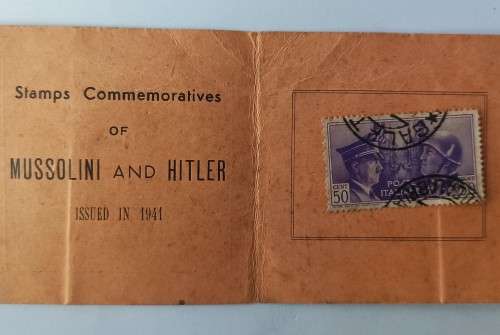 Stamps Commemoratives
OF
MUSSOLINI AND HITLER
ISSUED IN 1941
CENT
50